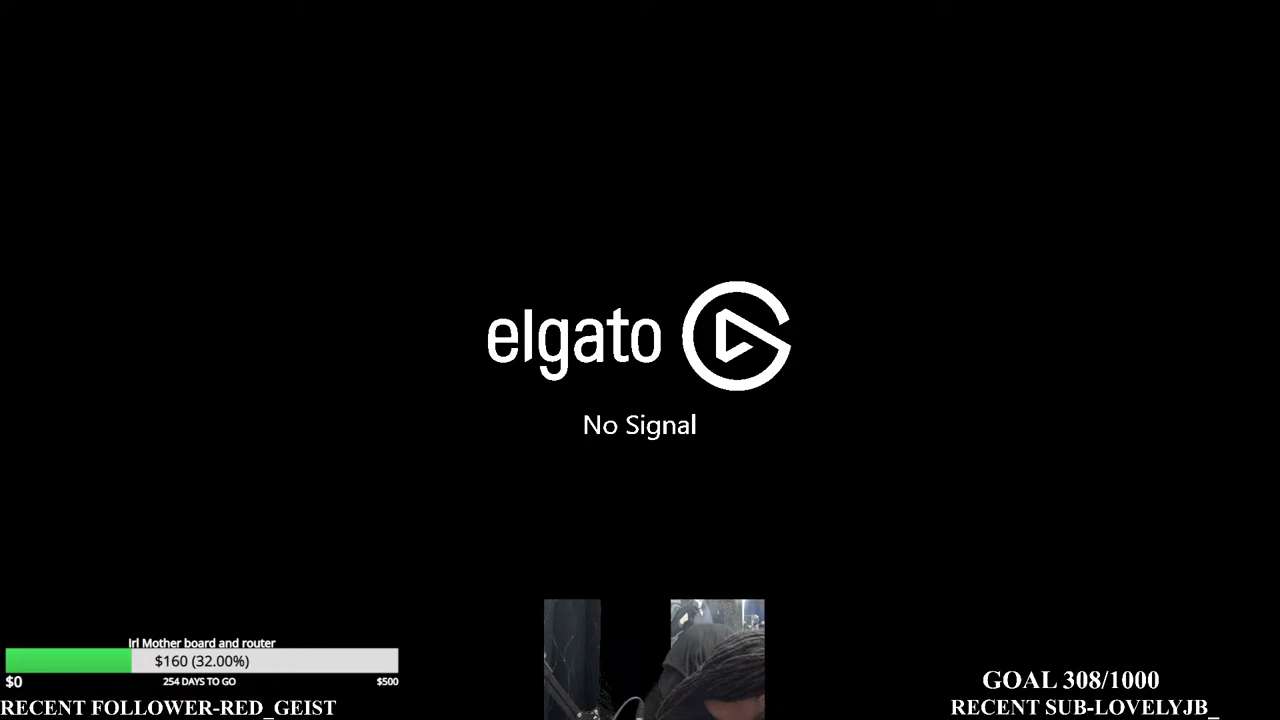 elgato
No Signal
Irl Mother board and router
$160 (32.00%)
$0
254 DAYS TO GO
$500
RECENT FOLLOWER-RED_GEIST
GOAL 308/1000
RECENT SUB-LOVELYJB_